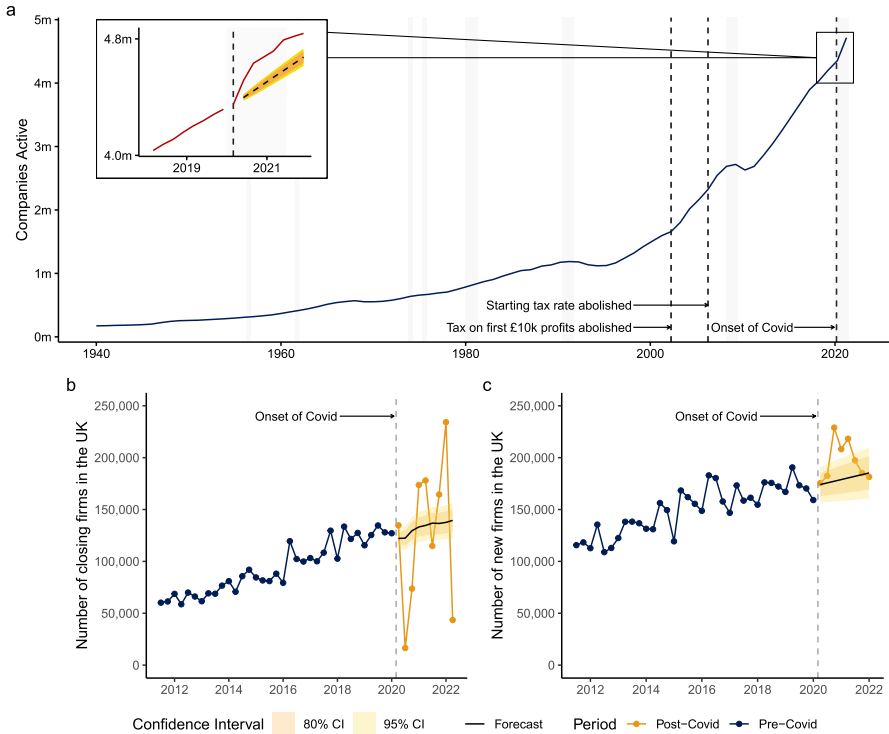 a
Companies Active
5m
4m
3m
2m
1m
0m
4.8m
4.0m
2019
2021
Starting tax rate abolished
Tax on first £10k profits abolished
Onset of Covid
1940
1960
1980
2000
2020
b
Number of closing firms in the UK
250,000
200,000
150,000
100,000
50,000
0
Onset of Covid
2012
2014
2016
2018
2020
2022
c
Number of new firms in the UK
250,000
200,000
150,000
100,000
50,000
0
Onset of Covid
2012
2014
2016
2018
2020
2022
Confidence Interval
80% CI
95% CI
Forecast
Period
Post−Covid
Pre−Covid